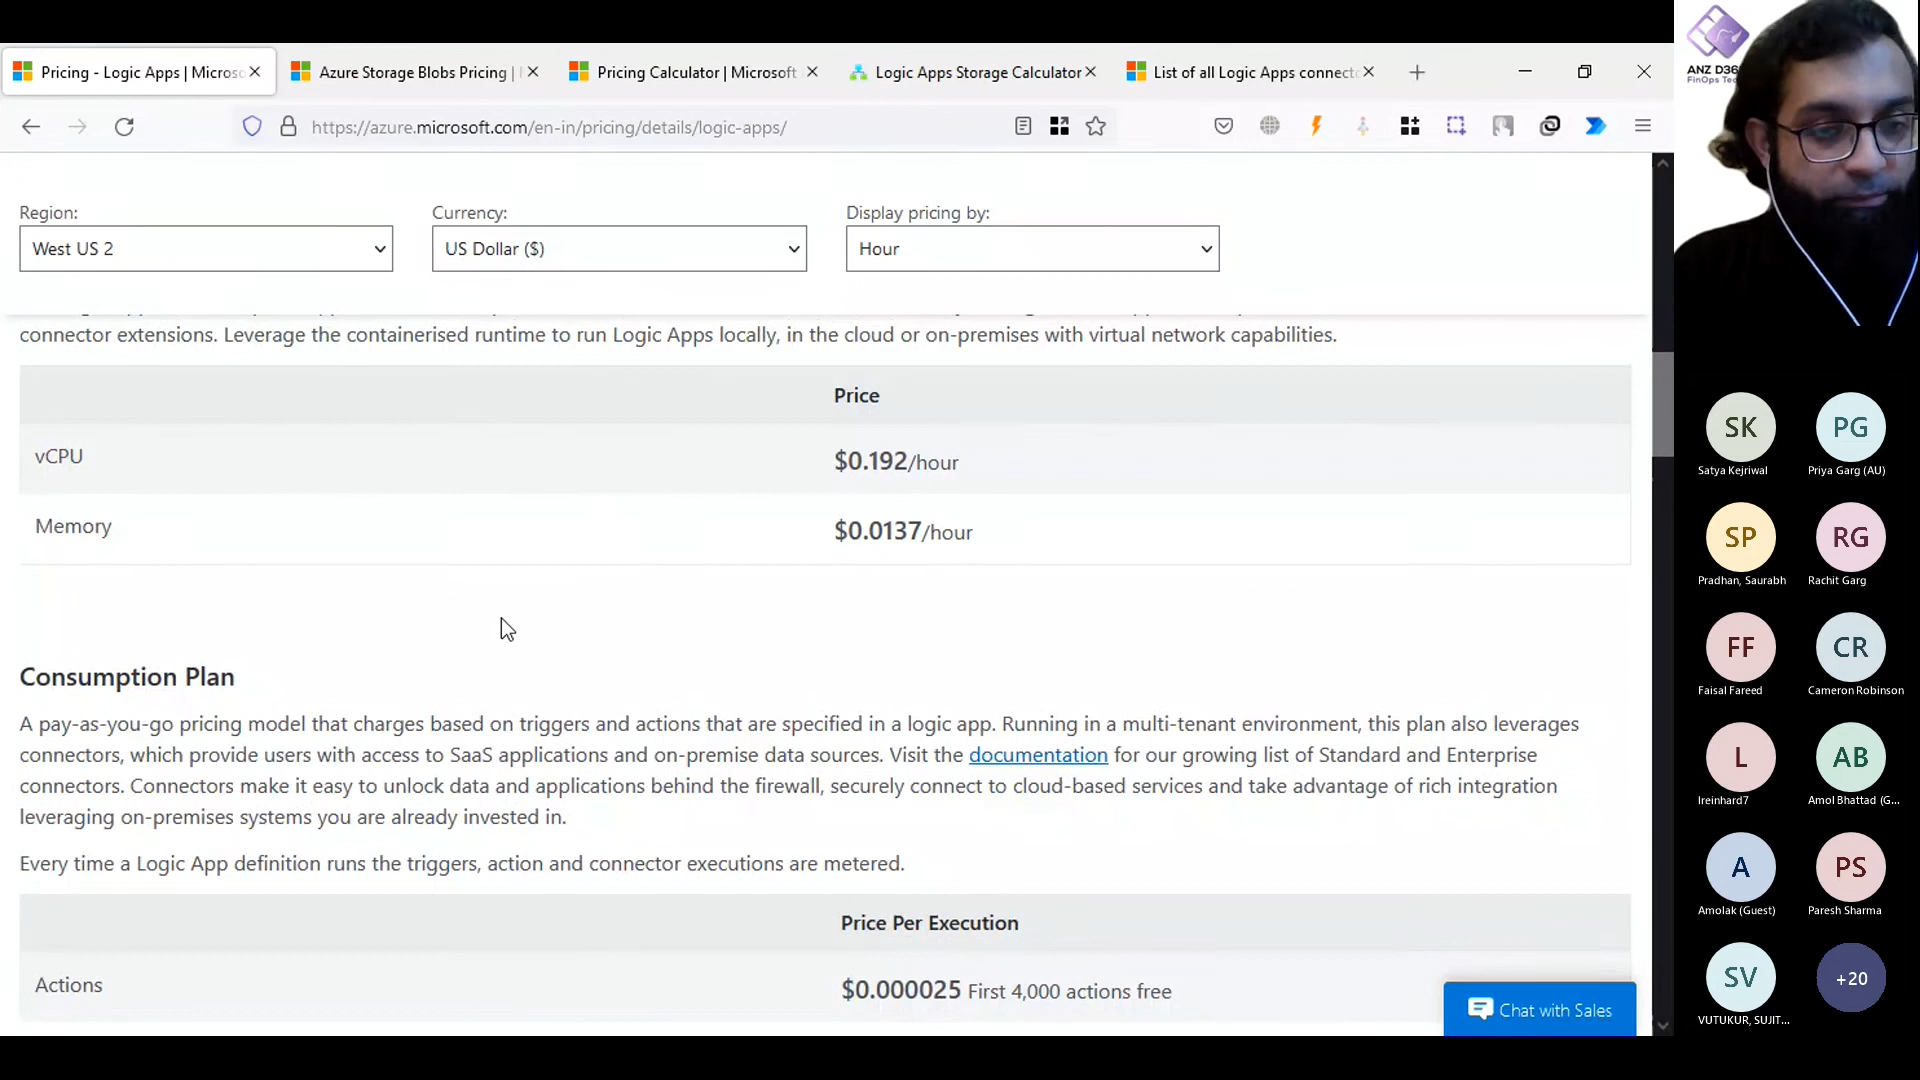 Pricing - Logic Apps | Micros
Azure Storage Blobs Pricing |
Pricing Calculator | Microsoft
Logic Apps Storage Calculator
List of all Logic Apps connect
https://azure.microsoft.com/en-in/pricing/details/logic-apps/
Region:
Currency:
Display pricing by:
West US 2
US Dollar ($)
Hour
connector extensions. Leverage the containerised runtime to run Logic Apps locally, in the cloud or on-premises with virtual network capabilities.
Price
vCPU
$0.192/hour
Memory
$0.0137/hour
Consumption Plan
A pay-as-you-go pricing model that charges based on triggers and actions that are specified in a logic app. Running in a multi-tenant environment, this plan also leverages
connectors, which provide users with access to SaaS applications and on-premise data sources. Visit the documentation for our growing list of Standard and Enterprise
connectors. Connectors make it easy to unlock data and applications behind the firewall, securely connect to cloud-based services and take advantage of rich integration
leveraging on-premises systems you are already invested in.
Every time a Logic App definition runs the triggers, action and connector executions are metered.
Price Per Execution
Actions
$0.000025 First 4,000 actions free
Chat with Sales
ANZ D36
FinOps Te
SK
PG
Satya Kejriwal
Priya Garg (AU)
SP
RG
Pradhan, Saurabh
Rachit Garg
FF
CR
Faisal Fareed
Cameron Robinson
L
AB
lreinhard7
Amol Bhattad (G...
A
PS
Amolak (Guest)
Paresh Sharma
SV
+20
VUTUKUR, SUJIT...